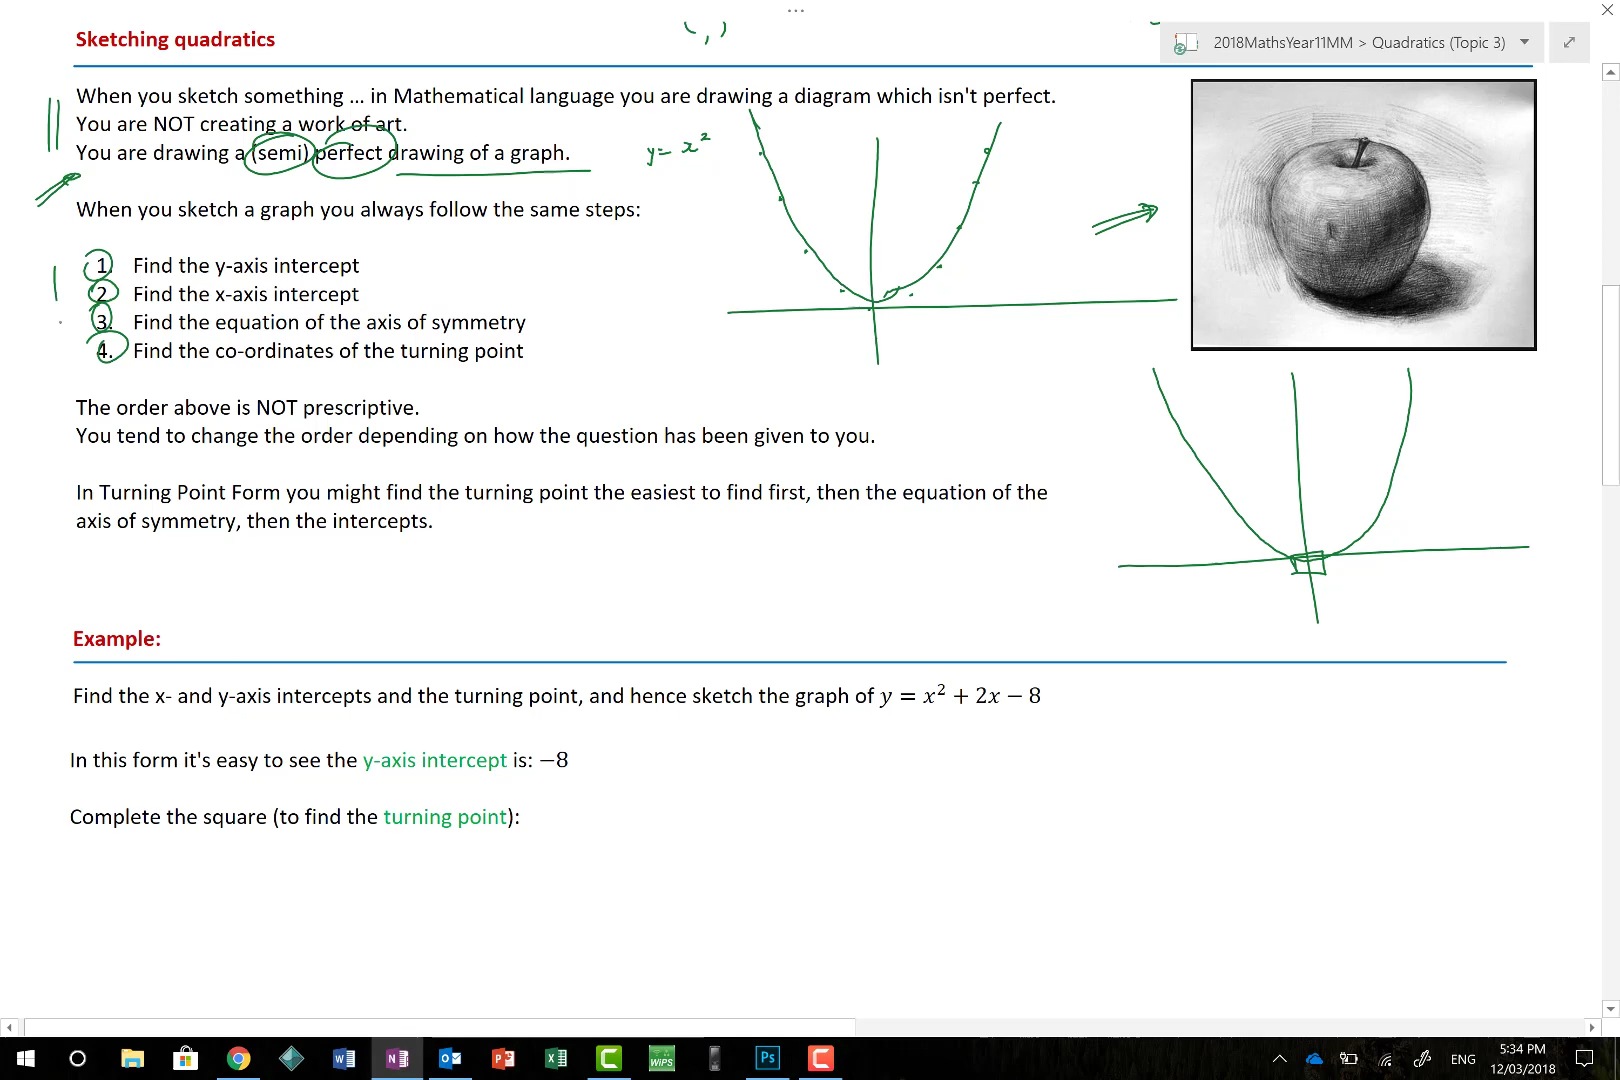 Sketching quadratics
2018MathsYear11MM > Quadratics (Topic 3)
When you sketch something ... in Mathematical language you are drawing a diagram which isn't perfect.
You are NOT creating a work of art.
You are drawing a (semi) perfect drawing of a graph.
y = x²
When you sketch a graph you always follow the same steps:
1. Find the y-axis intercept
2. Find the x-axis intercept
3. Find the equation of the axis of symmetry
4. Find the co-ordinates of the turning point
The order above is NOT prescriptive.
You tend to change the order depending on how the question has been given to you.
In Turning Point Form you might find the turning point the easiest to find first, then the equation of the
axis of symmetry, then the intercepts.
Example:
Find the x- and y-axis intercepts and the turning point, and hence sketch the graph of y = x² + 2x − 8
In this form it's easy to see the y-axis intercept is: −8
Complete the square (to find the turning point):
WiPS
Ps
ENG
5:34 PM
12/03/2018